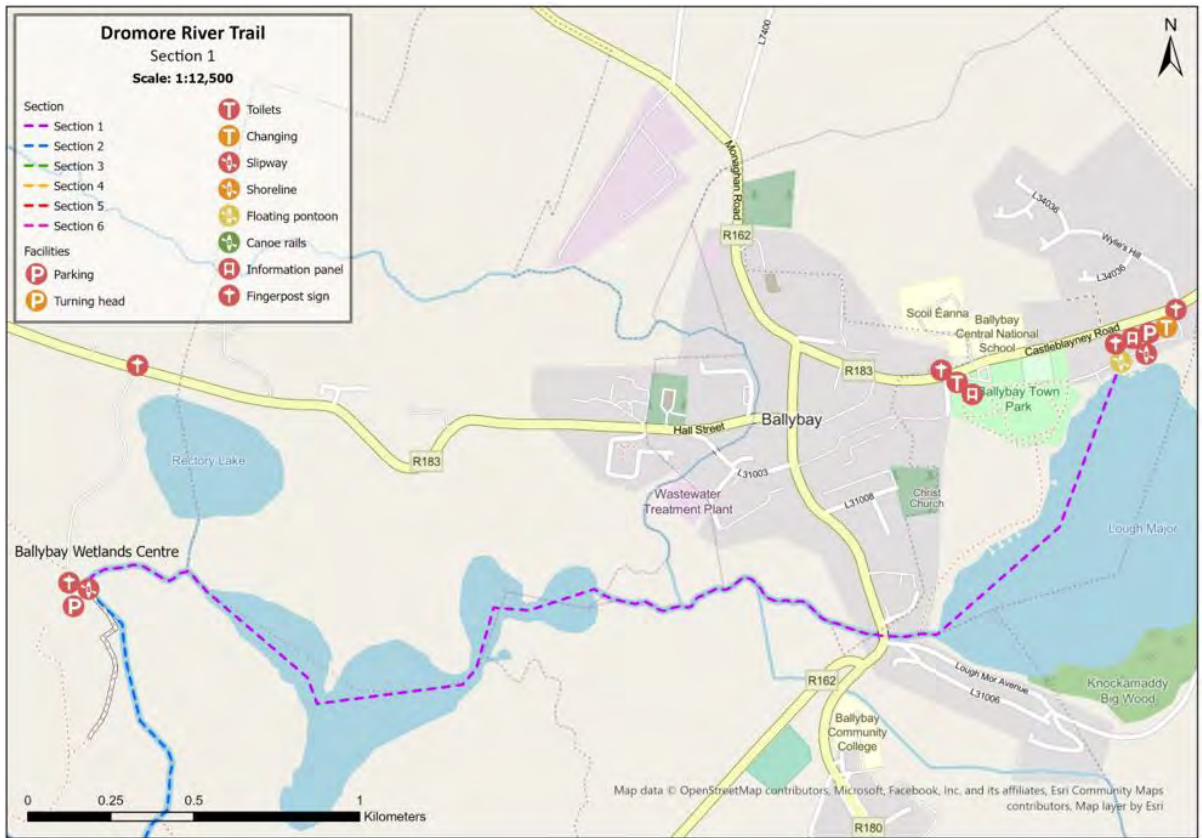 Dromore River Trail
Section 1
Scale: 1:12,500
Section
Section 1
Section 2
Section 3
Section 4
Section 5
Section 6
Facilities
P Parking
P Turning head
T Toilets
T Changing
Slipway
Shoreline
Floating pontoon
Canoe rails
Information panel
Fingerpost sign
N
L7400
Monaghan Road
R162
L34036
Wylie's Hill
L34036
Scoil Éanna
Ballybay
Central National
School
Castleblayney Road
P
T
R183
T
Ballybay Town
Park
Ballybay
Hall Street
R183
Rectory Lake
L31003
Wastewater
Treatment Plant
L31008
Christ
Church
Lough Major
Ballybay Wetlands Centre
P
R162
Lough Mor Avenue
L31006
Knockamaddy
Big Wood
Ballybay
Community
College
R180
0 0.25 0.5 1
Kilometers
Map data © OpenStreetMap contributors, Microsoft, Facebook, Inc. and its affiliates, Esri Community Maps
contributors, Map layer by Esri